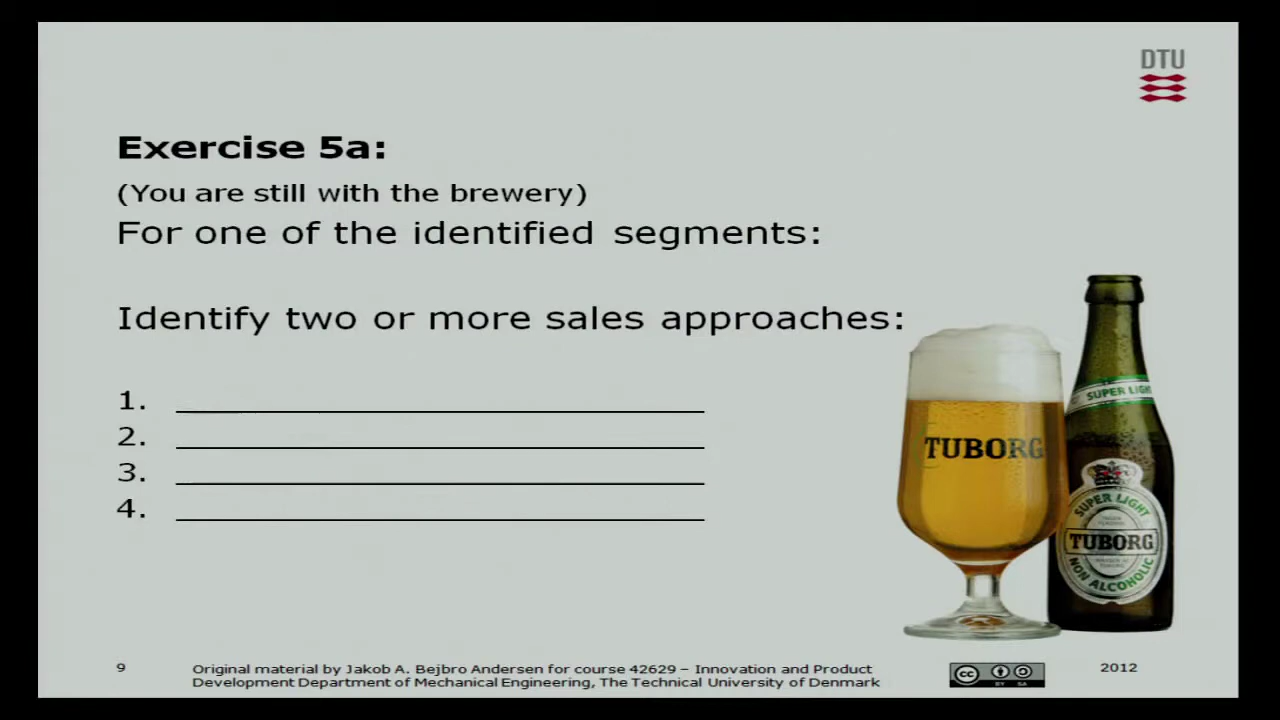 DTU
Exercise 5a:
(You are still with the brewery)
For one of the identified segments:
Identify two or more sales approaches:
1.
2.
3.
4.
TUBORG
SUPER LIGHT
SUPER LIGHT
TUBORG
NON ALCOHOLIC
9
Original material by Jakob A. Bejbro Andersen for course 42629 – Innovation and Product
Development Department of Mechanical Engineering, The Technical University of Denmark
cc
BY SA
2012